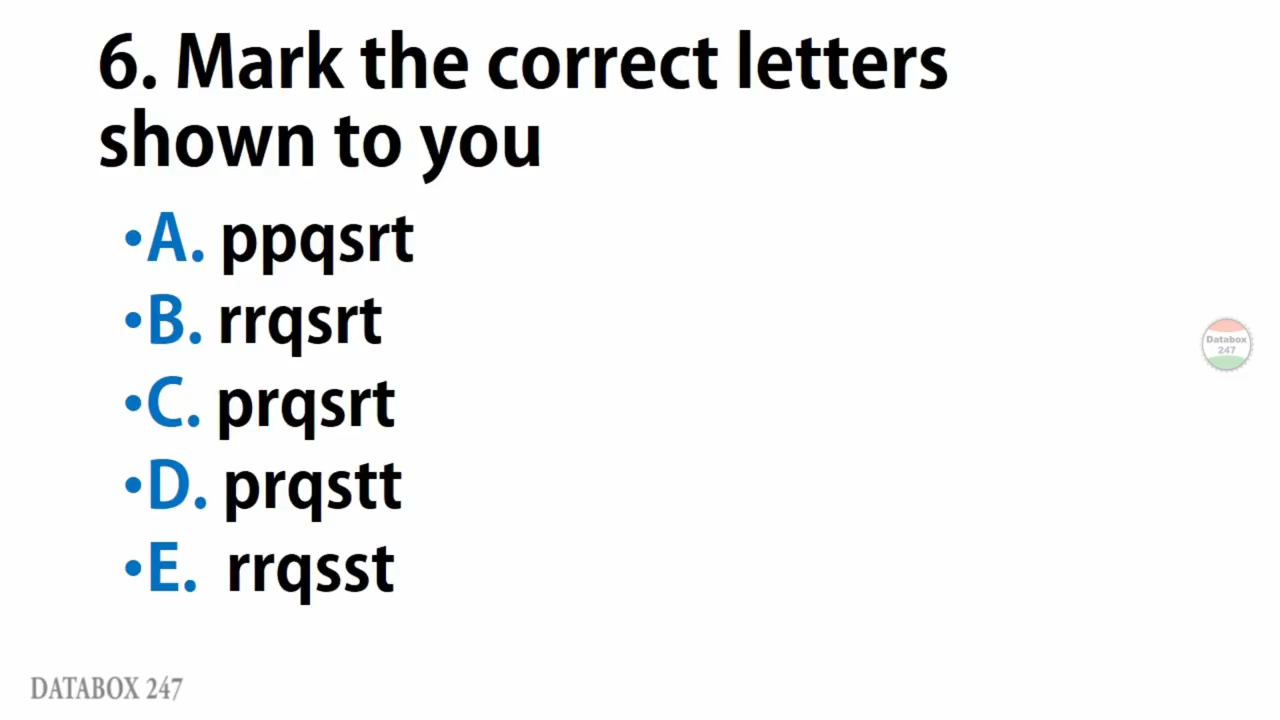 6. Mark the correct letters
shown to you
•A. ppqsrt
•B. rrqsrt
•C. prqsrt
•D. prqstt
•E. rrqsst
Databox
247
DATABOX 247